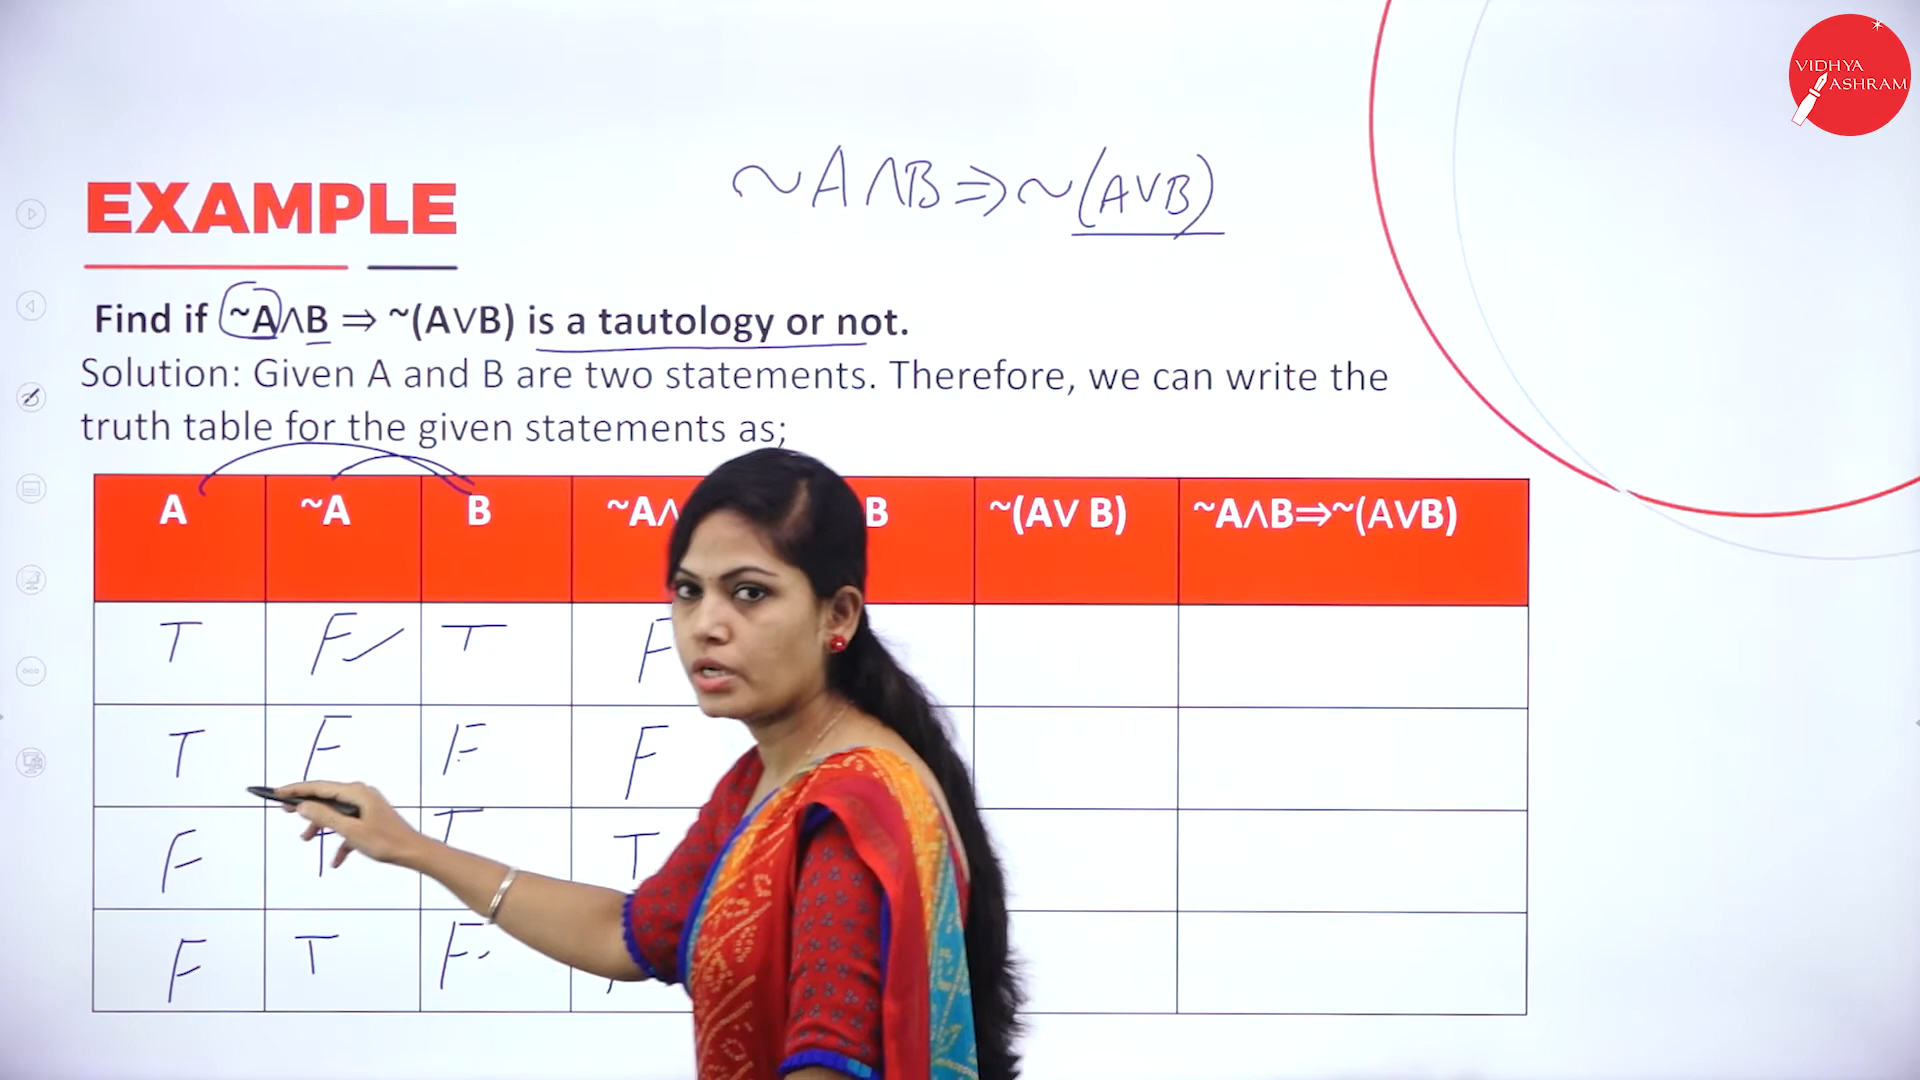 VIDHYA
ASHRAM
~A∧B⇒~(A∨B)
EXAMPLE
Find if ~A∧B ⇒ ~(A∨B) is a tautology or not.
Solution: Given A and B are two statements. Therefore, we can write the
truth table for the given statements as;
A ~A B ~A∧ B ~(A∨ B) ~A∧B⇒~(A∨B)
T F T F
T F F F
F T T T
F T F